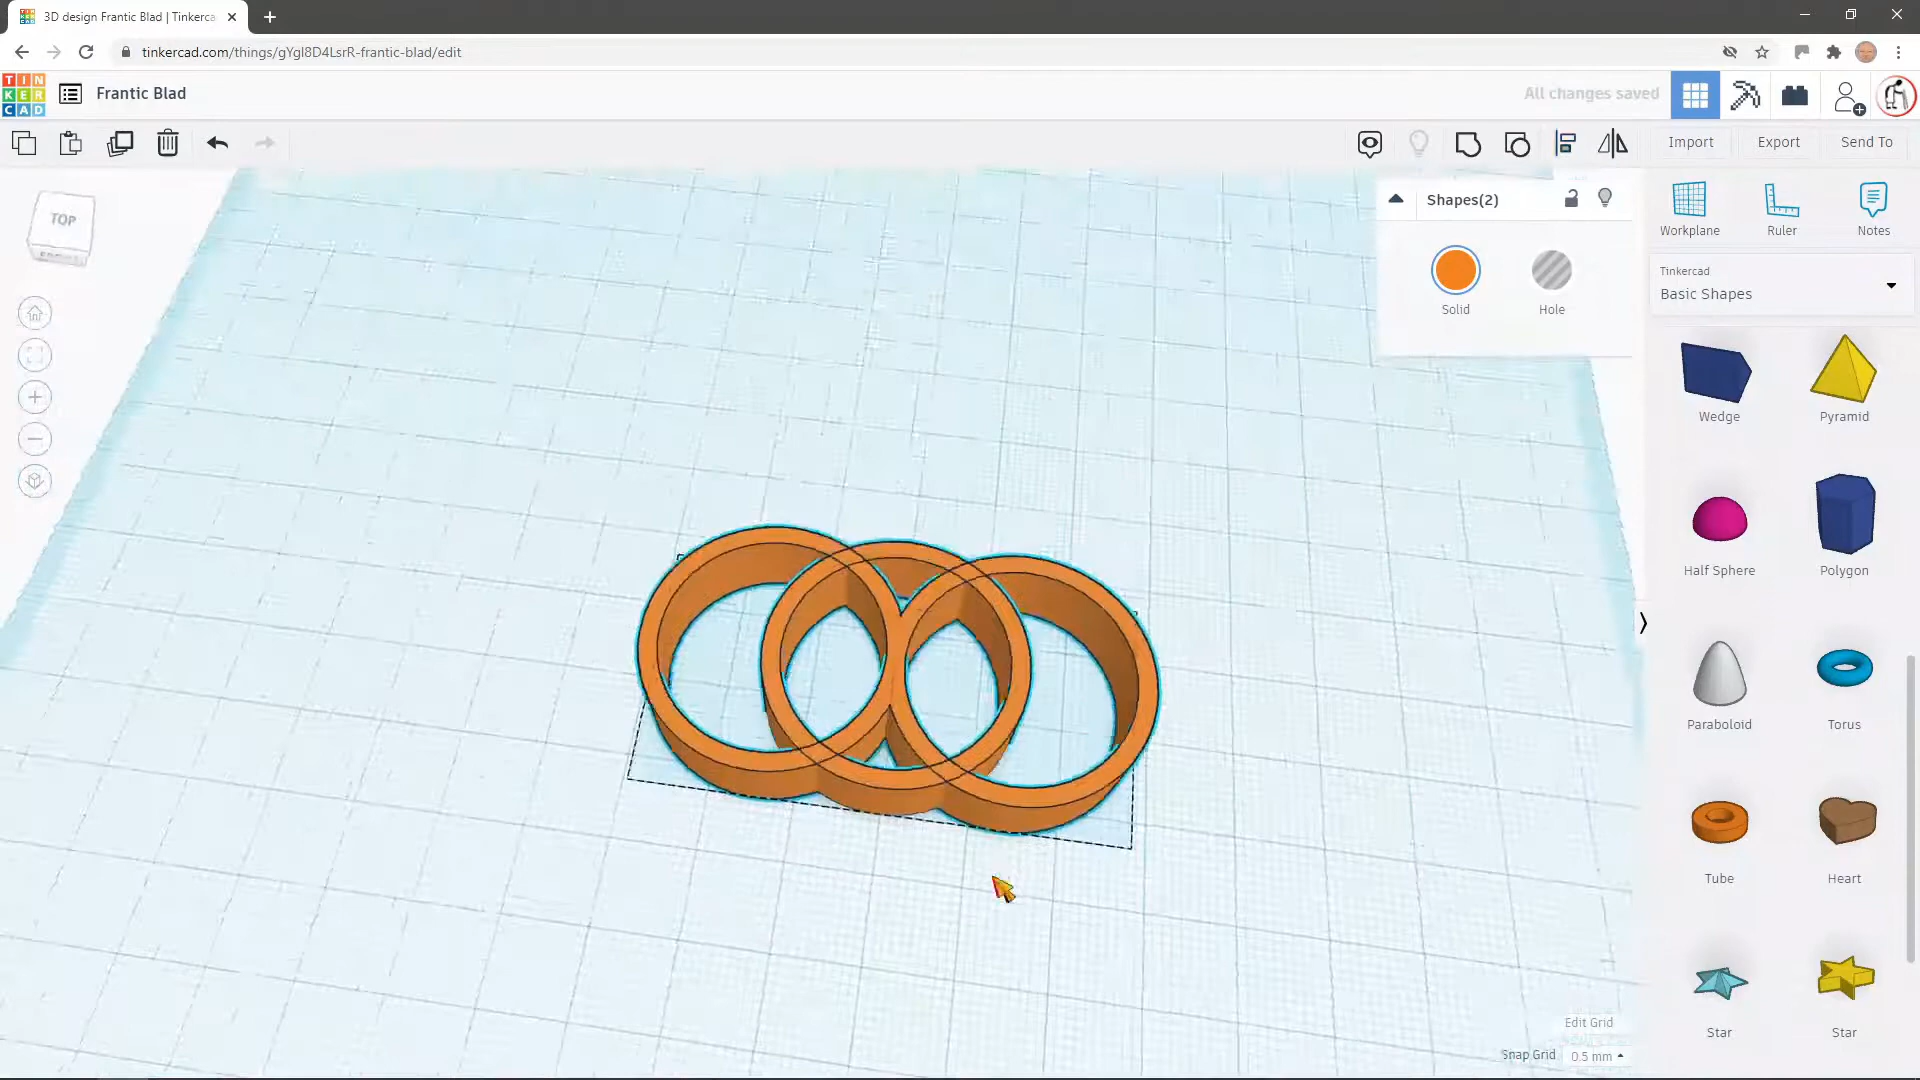 3D design Frantic Blad | Tinkerca
tinkercad.com/things/gYgI8D4LsrR-frantic-blad/edit
TIN
KER
CAD
Frantic Blad
All changes saved
Import
Export
Send To
TOP
Shapes(2)
Solid
Hole
Workplane
Ruler
Notes
Tinkercad
Basic Shapes
Wedge
Pyramid
Half Sphere
Polygon
Paraboloid
Torus
Tube
Heart
Star
Star
Edit Grid
Snap Grid
0.5 mm